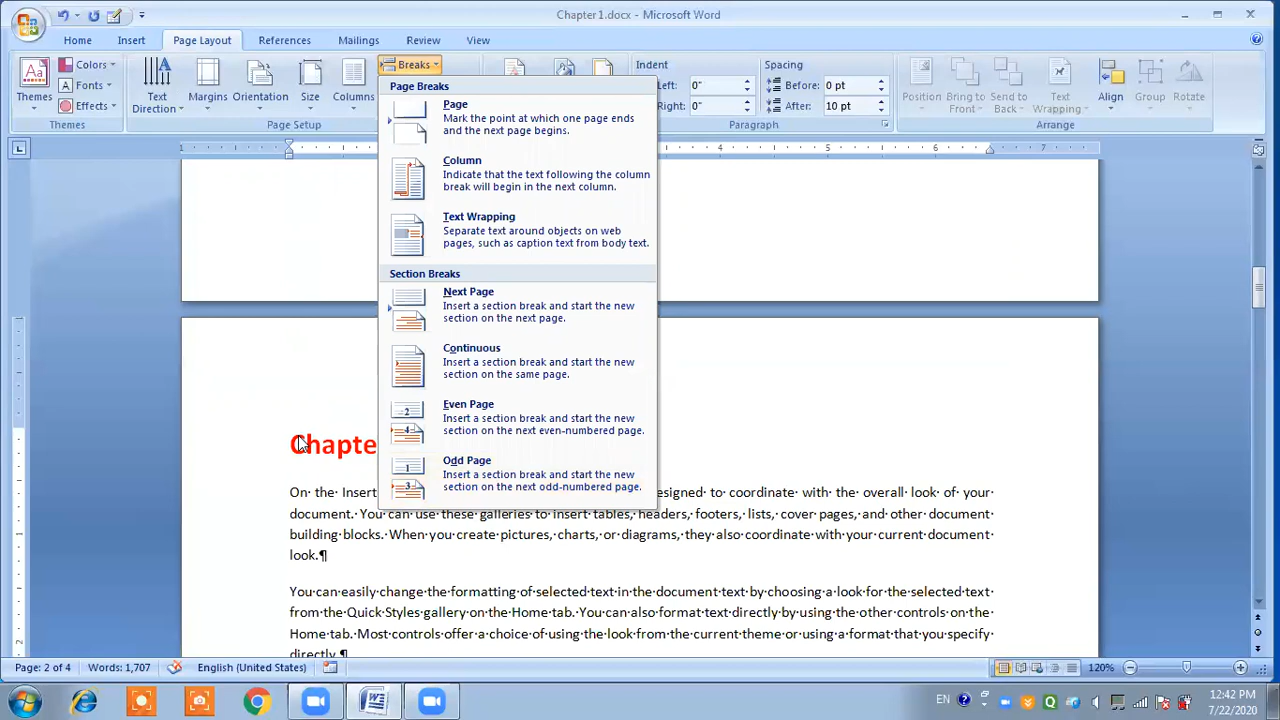 Chapter1.docx - Microsoft Word
Home Insert Page Layout References Mailings Review View
Colors Fonts Effects
Themes
Themes
Text Direction
Margins Orientation Size Columns
Page Setup
Breaks
Indent
Left: 0"
Right: 0"
Spacing
Before: 0 pt
After: 10 pt
Paragraph
Position Bring to Front Send to Back Text Wrapping Align Group Rotate
Arrange
Page Breaks
Page
Mark the point at which one page ends
and the next page begins.
Column
Indicate that the text following the column
break will begin in the next column.
Text Wrapping
Separate text around objects on web
pages, such as caption text from body text.
Section Breaks
Next Page
Insert a section break and start the new
section on the next page.
Continuous
Insert a section break and start the new
section on the same page.
Even Page
Insert a section break and start the new
section on the next even-numbered page.
Odd Page
Insert a section break and start the new
section on the next odd-numbered page.
1 4 5 6 7
Chapte
On·the·Insert esigned·to·coordinate·with·the·overall·look·of·your·
document.·You·can·use·these·galleries·to·insert·tables,·headers,·footers,·lists,·cover·pages,·and·other·document·
building·blocks.·When·you·create·pictures,·charts,·or·diagrams,·they·also·coordinate·with·your·current·document·
look.¶
You·can·easily·change·the·formatting·of·selected·text·in·the·document·text·by·choosing·a·look·for·the·selected·text·
from·the·Quick·Styles·gallery·on·the·Home·tab.·You·can·also·format·text·directly·by·using·the·other·controls·on·the·
Home·tab.·Most·controls·offer·a·choice·of·using·the·look·from·the·current·theme·or·using·a·format·that·you·specify·
directly.¶
Page: 2 of 4 Words: 1,707 English (United States) 120%
EN 12:42 PM
7/22/2020